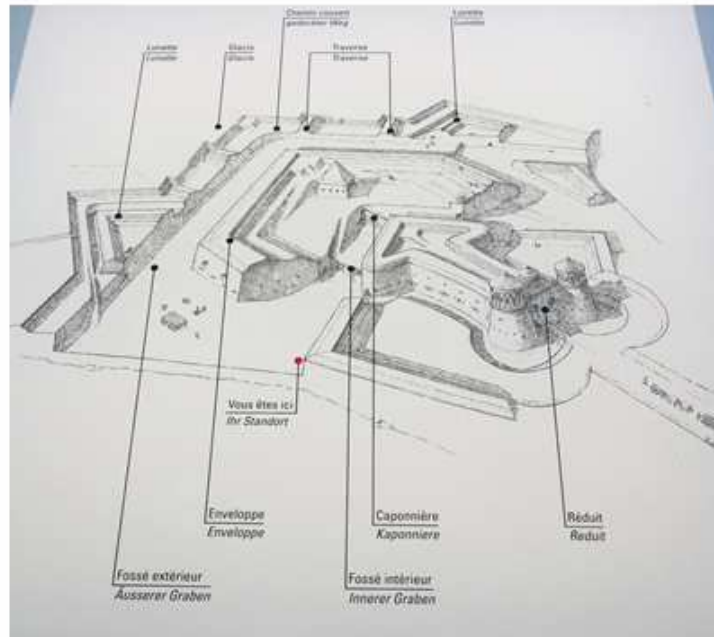 Chemin couvert
gedeckter Weg
Lunette
Lunette
Lunette
Lunette
Glacis
Glacis
Traverse
Traverse
Vous êtes ici
Ihr Standort
Enveloppe
Enveloppe
Caponnière
Kaponniere
Réduit
Reduit
Fossé extérieur
Äusserer Graben
Fossé intérieur
Innerer Graben